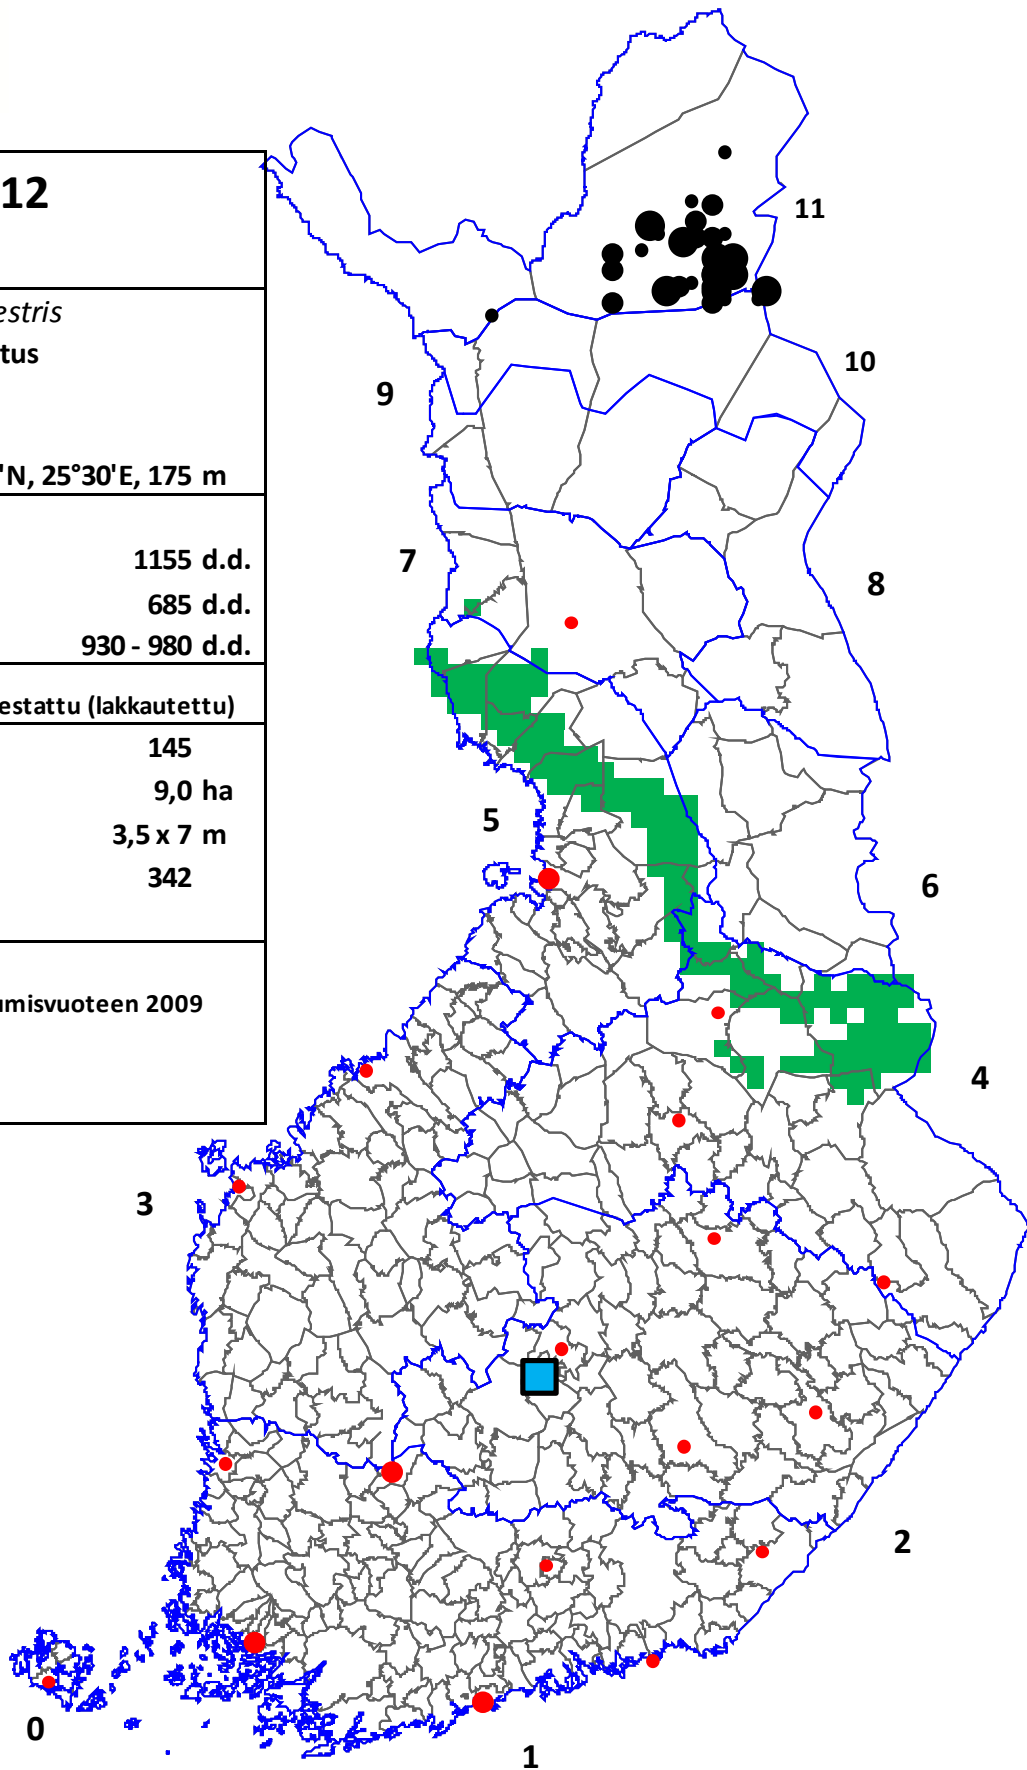 12
estris
tus
'N, 25°30'E, 175 m
1155 d.d.
685 d.d.
930 - 980 d.d.
estattu (lakkautettu)
145
9,0 ha
3,5 x 7 m
342
umisvuoteen 2009
11
10
9
7
8
5
6
4
3
2
0
1